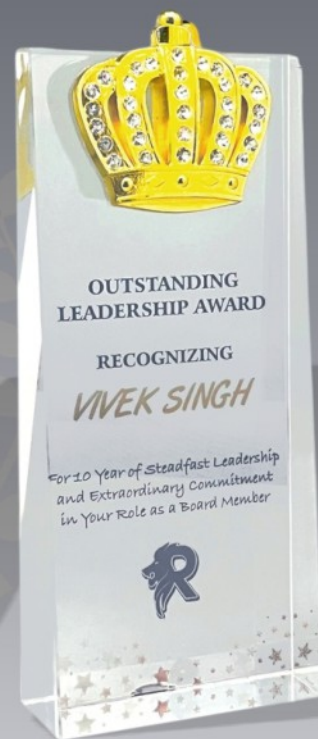 OUTSTANDING
LEADERSHIP AWARD
RECOGNIZING
VIVEK SINGH
For 10 Year of Steadfast Leadership
and Extraordinary Commitment
in Your Role as a Board Member
R